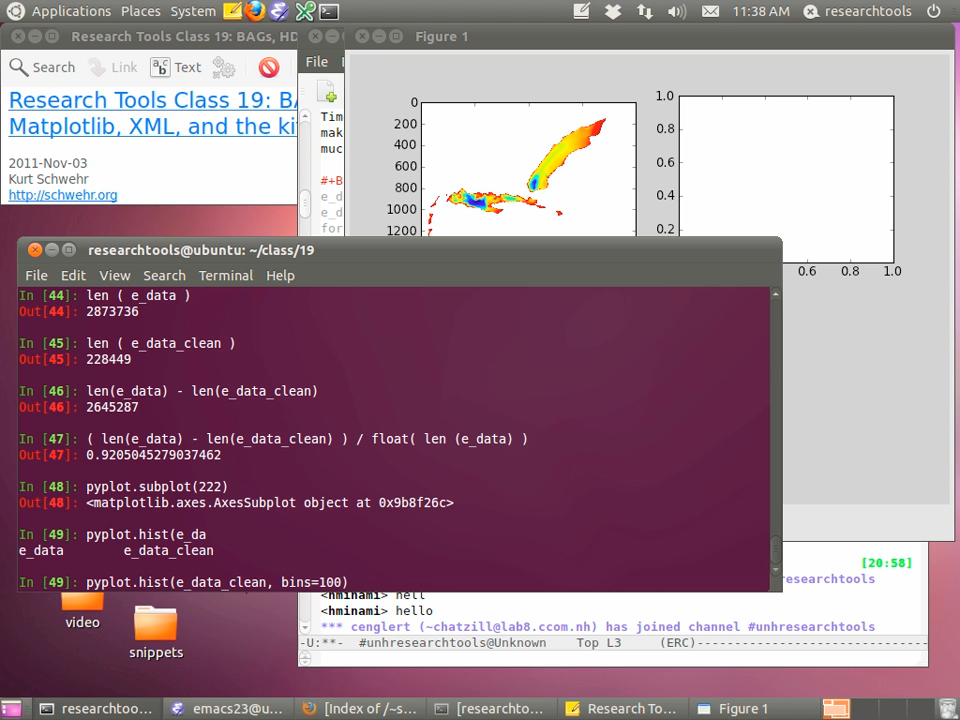 Applications Places System
11:38 AM researchtools
Research Tools Class 19: BAGs, HD
Figure 1
Search Link Text
File
Research Tools Class 19: BA
Matplotlib, XML, and the ki
2011-Nov-03
Kurt Schwehr
http://schwehr.org
Tim
mak
muc
#+B
e_d
e_d
for
0
200
400
600
800
1000
1200
1.0
0.8
0.6
0.4
0.2
0.6 0.8 1.0
researchtools@ubuntu: ~/class/19
File Edit View Search Terminal Help
In [44]: len ( e_data )
Out[44]: 2873736
In [45]: len ( e_data_clean )
Out[45]: 228449
In [46]: len(e_data) - len(e_data_clean)
Out[46]: 2645287
In [47]: ( len(e_data) - len(e_data_clean) ) / float( len (e_data) )
Out[47]: 0.9205045279037462
In [48]: pyplot.subplot(222)
Out[48]: <matplotlib.axes.AxesSubplot object at 0x9b8f26c>
In [49]: pyplot.hist(e_da
e_data e_data_clean
In [49]: pyplot.hist(e_data_clean, bins=100)
[20:58]
researchtools
<hminami> hell
<hminami> hello
*** cenglert (~chatzill@lab8.ccom.nh) has joined channel #unhresearchtools
-U:**- #unhresearchtools@Unknown Top L3 (ERC)
video
snippets
researchto... emacs23@u... [Index of /~s... [researchto... Research To... Figure 1